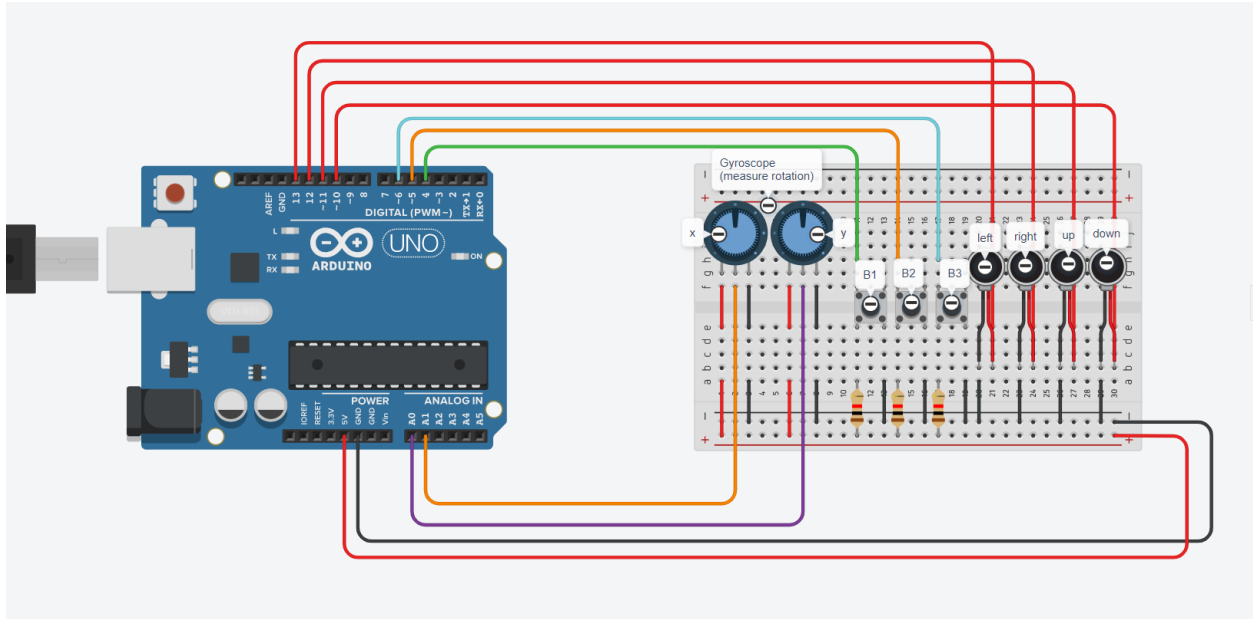 Gyroscope
(measure rotation)
x
y
B1
B2
B3
left
right
up
down
AREF
GND
13
12
~11
~10
~9
8
7
~6
~5
4
~3
2
TX→1
RX←0
DIGITAL (PWM~)
L
TX
RX
UNO
ARDUINO
ON
IOREF
RESET
3.3V
5V
GND
GND
Vin
POWER
ANALOG IN
A0
A1
A2
A3
A4
A5